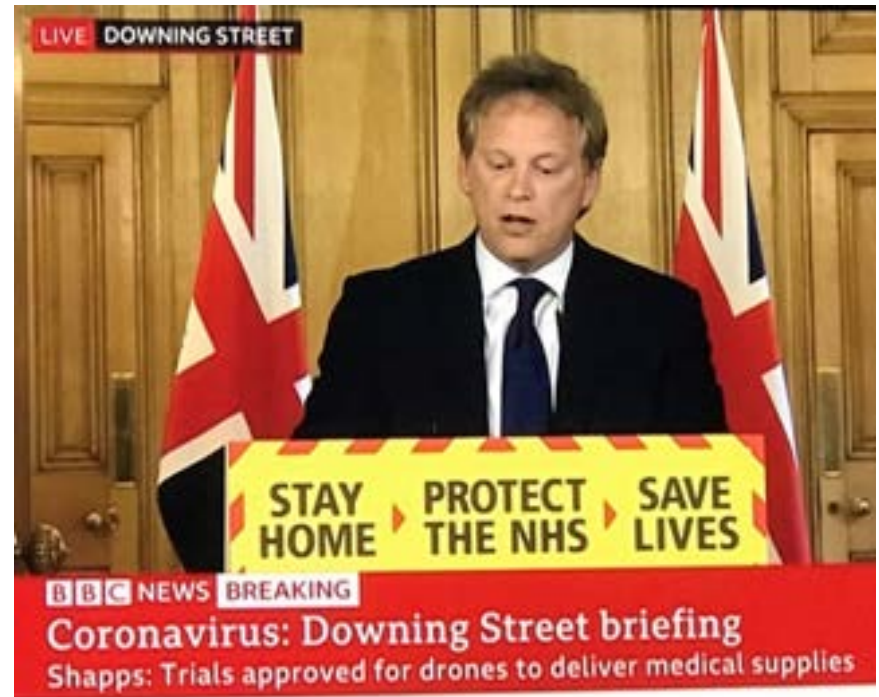 LIVE DOWNING STREET
STAY HOME
PROTECT THE NHS
SAVE LIVES
BBC NEWS BREAKING
Coronavirus: Downing Street briefing
Shapps: Trials approved for drones to deliver medical supplies